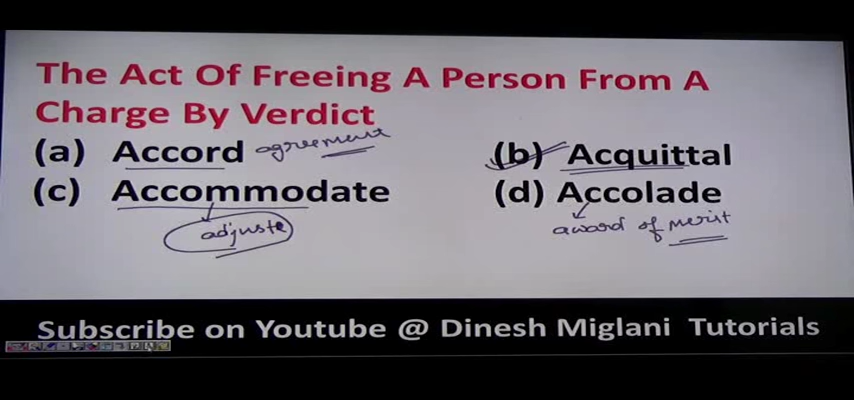 The Act Of Freeing A Person From A
Charge By Verdict
(a) Accord agreement (b) Acquittal
(c) Accommodate (d) Accolade
adjuste award of merit
Subscribe on Youtube @ Dinesh Miglani Tutorials